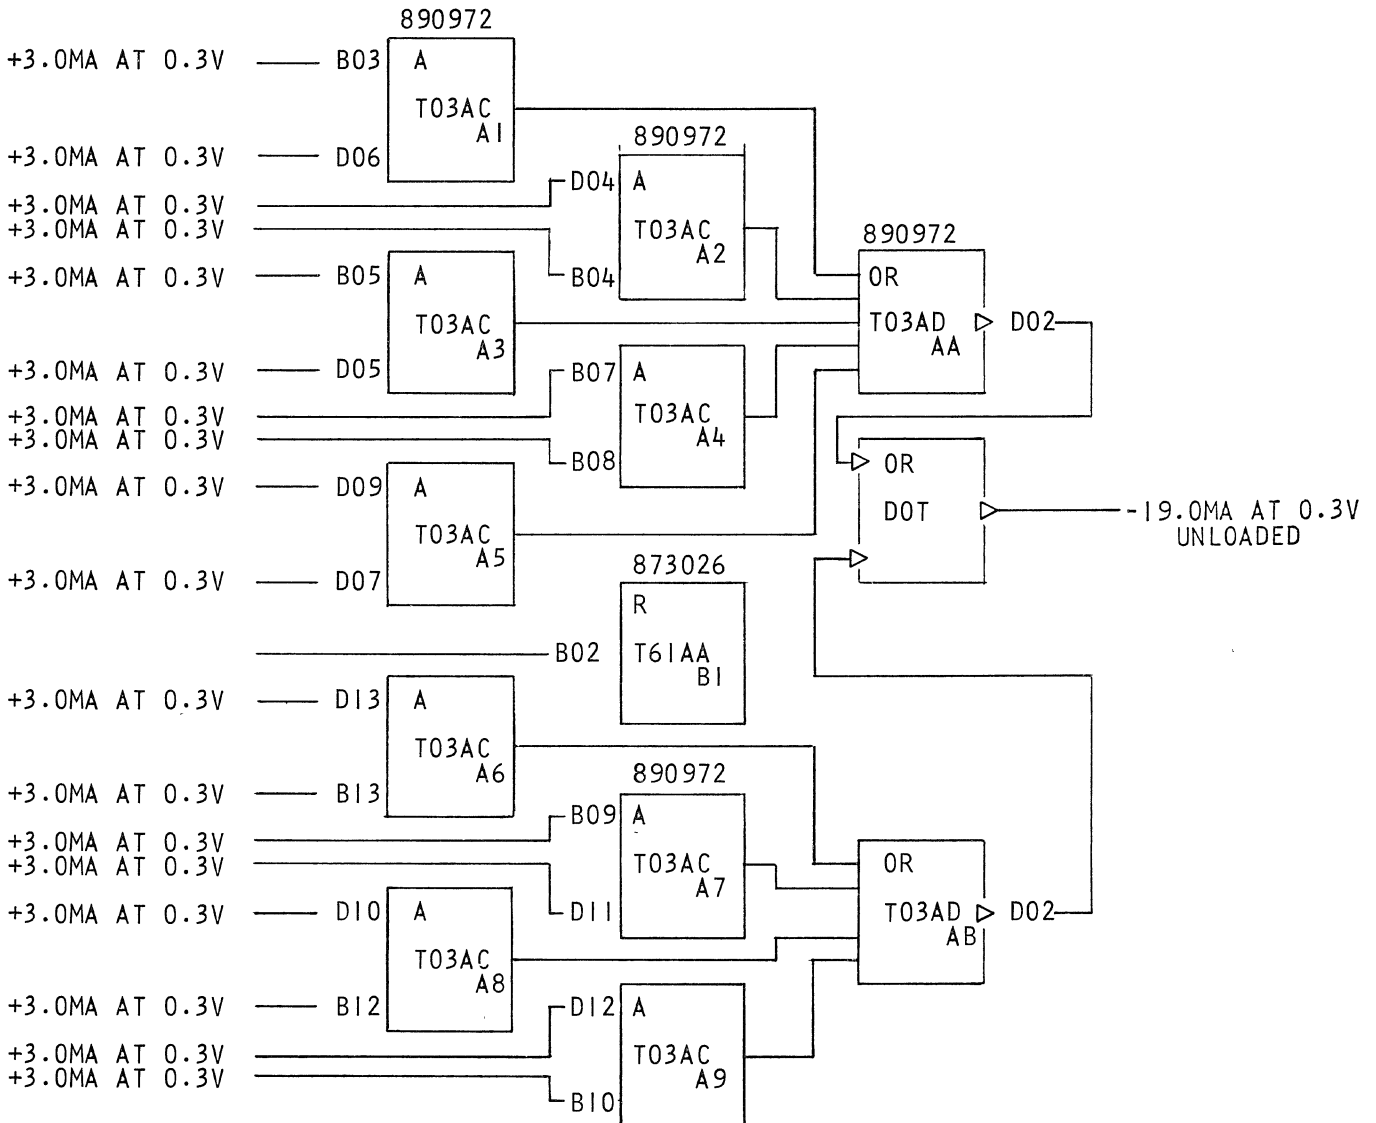 890972
+3.0MA AT 0.3V B03 A
T03AC
A1
+3.0MA AT 0.3V D06
890972
D04 A
+3.0MA AT 0.3V
+3.0MA AT 0.3V
T03AC
A2
890972
+3.0MA AT 0.3V B05 A
B04
OR
T03AC
A3
T03AD
AA
D02
+3.0MA AT 0.3V D05
B07 A
+3.0MA AT 0.3V
+3.0MA AT 0.3V
T03AC
A4
B08
OR
+3.0MA AT 0.3V D09 A
DOT
-19.0MA AT 0.3V
UNLOADED
T03AC
A5
873026
+3.0MA AT 0.3V D07
R
B02 T61AA
B1
+3.0MA AT 0.3V D13 A
T03AC
A6
890972
+3.0MA AT 0.3V B13
B09 A
+3.0MA AT 0.3V
+3.0MA AT 0.3V
T03AC
A7
OR
+3.0MA AT 0.3V D10 A
D11
T03AD
AB
D02
T03AC
A8
+3.0MA AT 0.3V B12
D12 A
+3.0MA AT 0.3V
+3.0MA AT 0.3V
T03AC
A9
B10